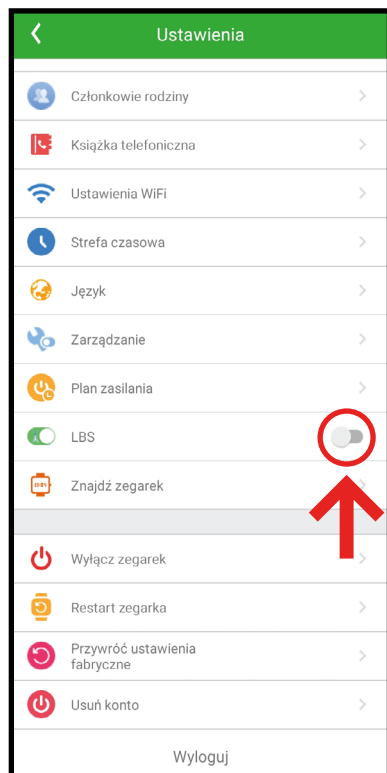 Ustawienia
Członkowie rodziny
Książka telefoniczna
Ustawienia WiFi
Strefa czasowa
Język
Zarządzanie
Plan zasilania
LBS
Znajdź zegarek
Wyłącz zegarek
Restart zegarka
Przywróć ustawienia
fabryczne
Usuń konto
Wyloguj